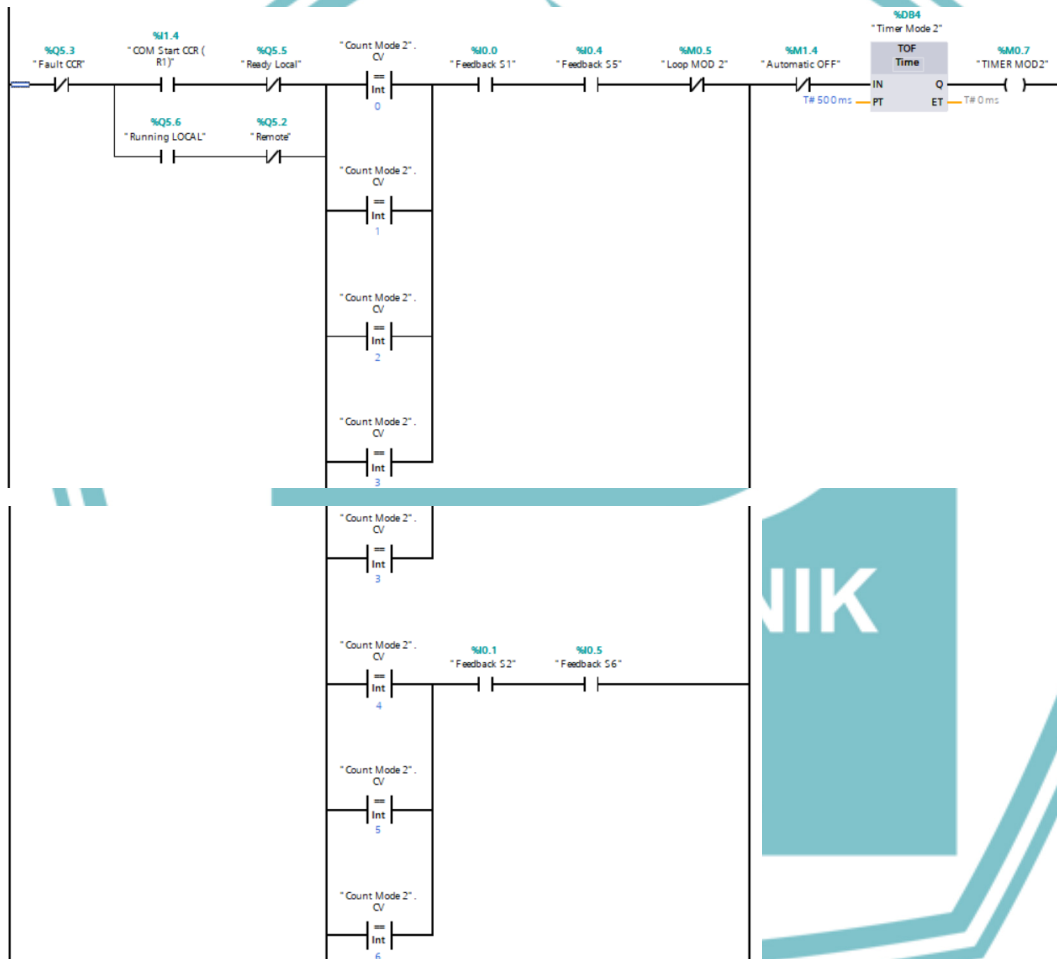 %DB4
"Timer Mode 2"
%Q5.3
"Fault CCR"
%I1.4
"COM Start CCR (
R1)"
%Q5.5
"Ready Local"
"Count Mode 2".
CV
==
Int
0
%I0.0
"Feedback S1"
%I0.4
"Feedback S5"
%M0.5
"Loop MOD 2"
%M1.4
"Automatic OFF"
TOF
Time
IN Q
T#500ms PT ET T#0ms
%M0.7
"TIMER MOD2"
%Q5.6
"Running LOCAL"
%Q5.2
"Remote"
"Count Mode 2".
CV
==
Int
1
"Count Mode 2".
CV
==
Int
2
"Count Mode 2".
CV
==
Int
3
"Count Mode 2".
CV
==
Int
3
"Count Mode 2".
CV
==
Int
4
%I0.1
"Feedback S2"
%I0.5
"Feedback S6"
"Count Mode 2".
CV
==
Int
5
"Count Mode 2".
CV
==
Int
6